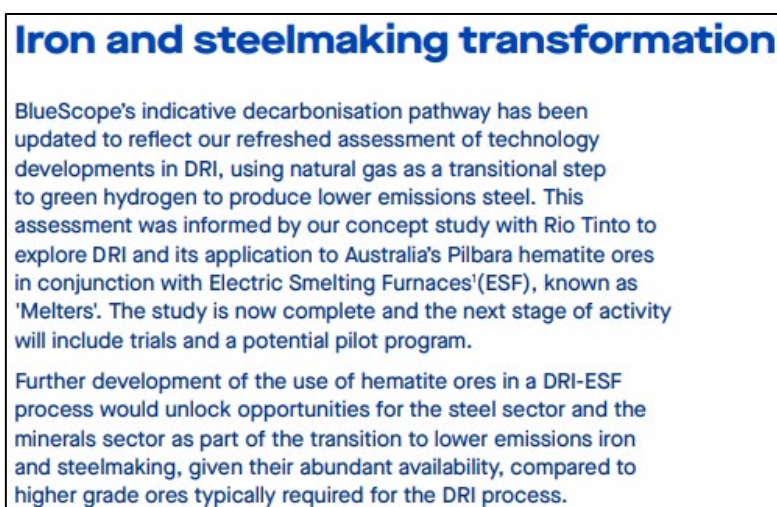 Iron and steelmaking transformation
BlueScope's indicative decarbonisation pathway has been
updated to reflect our refreshed assessment of technology
developments in DRI, using natural gas as a transitional step
to green hydrogen to produce lower emissions steel. This
assessment was informed by our concept study with Rio Tinto to
explore DRI and its application to Australia's Pilbara hematite ores
in conjunction with Electric Smelting Furnaces¹(ESF), known as
'Melters'. The study is now complete and the next stage of activity
will include trials and a potential pilot program.
Further development of the use of hematite ores in a DRI-ESF
process would unlock opportunities for the steel sector and the
minerals sector as part of the transition to lower emissions iron
and steelmaking, given their abundant availability, compared to
higher grade ores typically required for the DRI process.